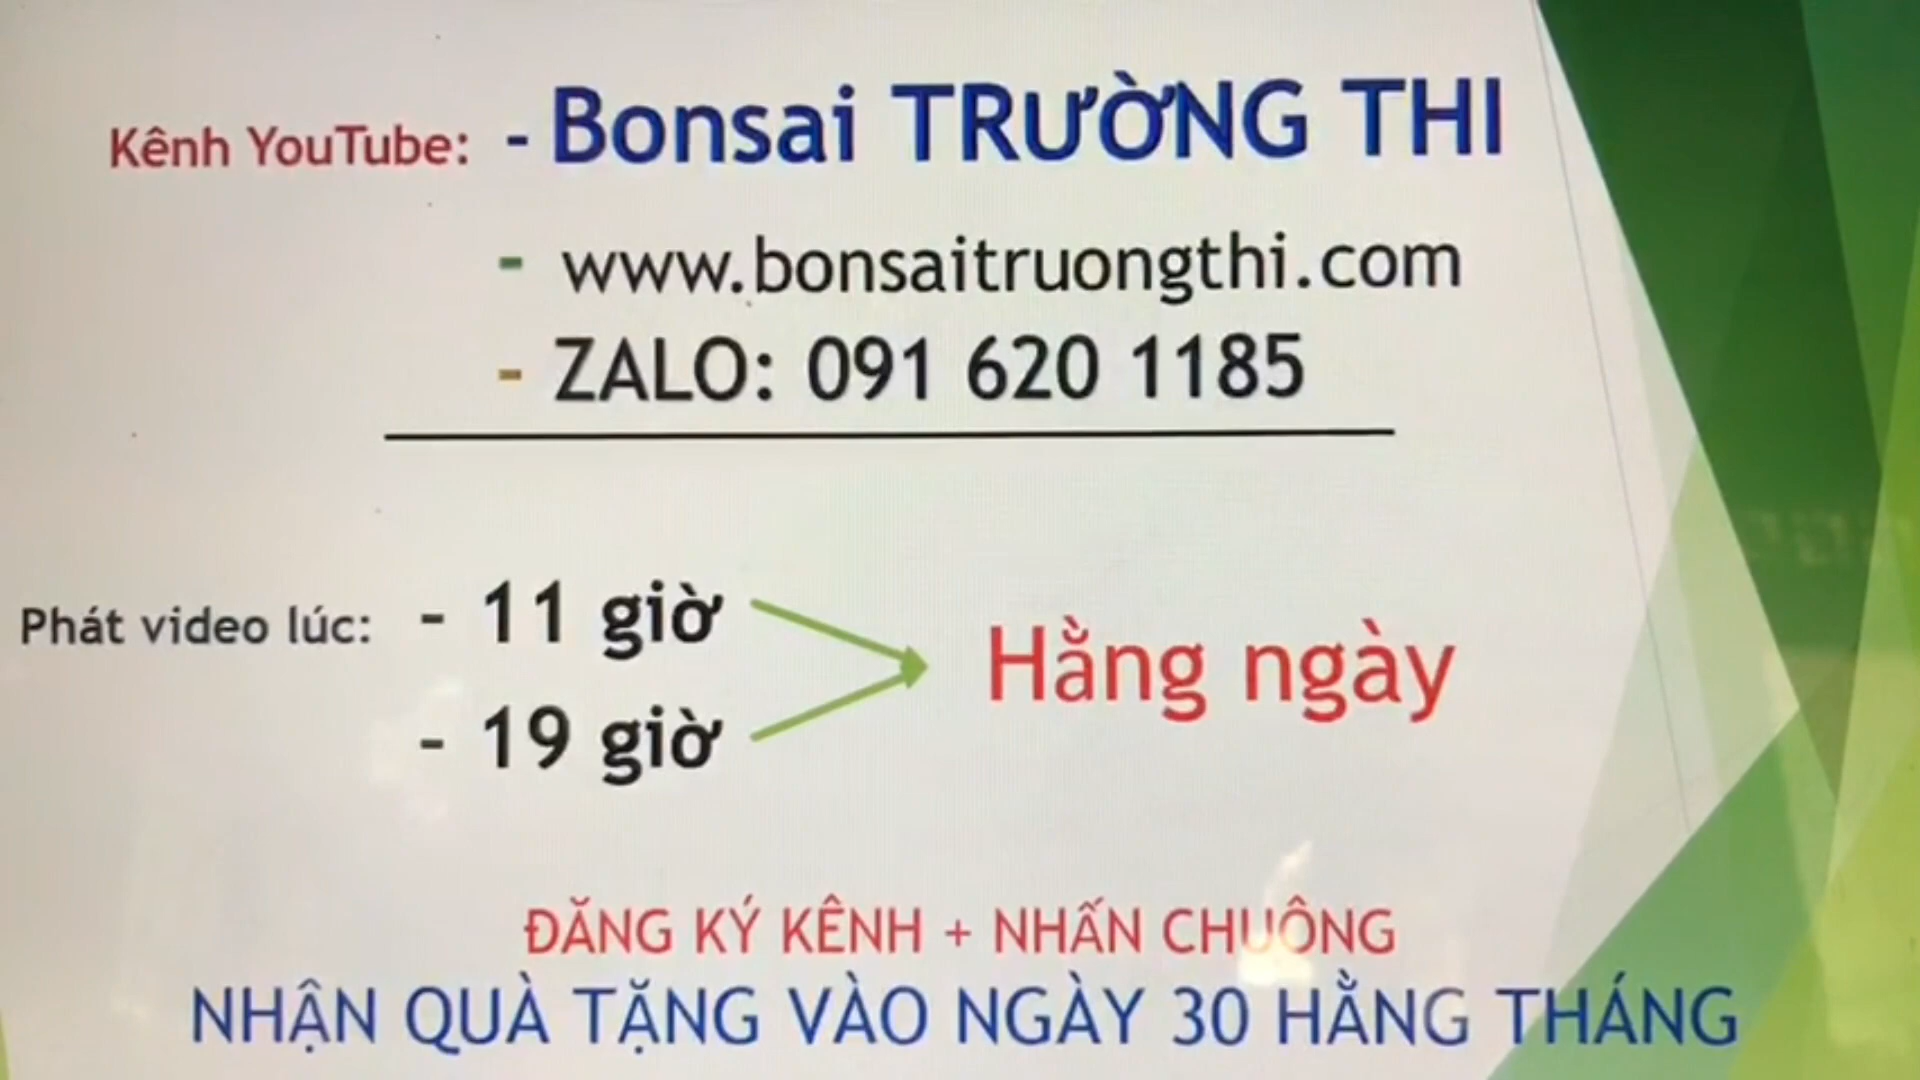 Kênh YouTube: - Bonsai TRƯỜNG THI
- www.bonsaitruongthi.com
- ZALO: 091 620 1185
Phát video lúc: - 11 giờ
- 19 giờ
Hằng ngày
ĐĂNG KÝ KÊNH + NHẤN CHUÔNG
NHẬN QUÀ TẶNG VÀO NGÀY 30 HẰNG THÁNG